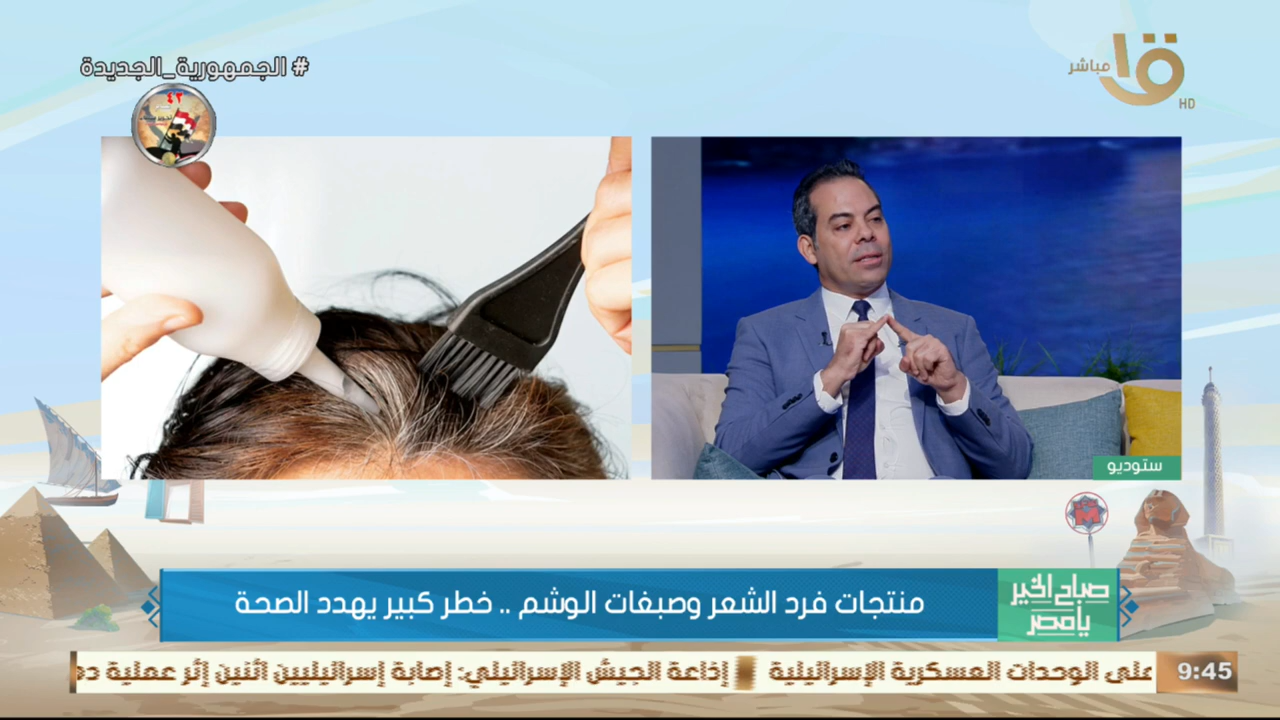 # الجمهورية_الجديدة
٤٢
مباشر
HD
ستوديو
صباح الخير
يا مصر
منتجات فرد الشعر وصبغات الوشم .. خطر كبير يهدد الصحة
9:45
على الوحدات العسكرية الإسرائيلية
إذاعة الجيش الإسرائيلي: إصابة إسرائيليين اثنين إثر عملية